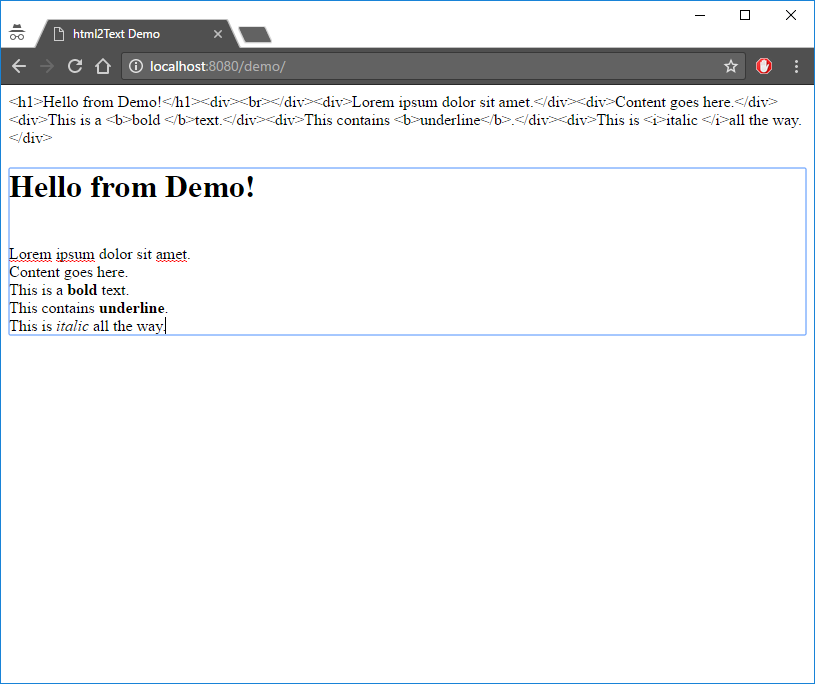 html2Text Demo
localhost:8080/demo/
<h1>Hello from Demo!</h1><div><br></div><div>Lorem ipsum dolor sit amet.</div><div>Content goes here.</div>
<div>This is a <b>bold </b>text.</div><div>This contains <b>underline</b>.</div><div>This is <i>italic </i>all the way.
</div>
Hello from Demo!
Lorem ipsum dolor sit amet.
Content goes here.
This is a bold text.
This contains underline.
This is italic all the way.